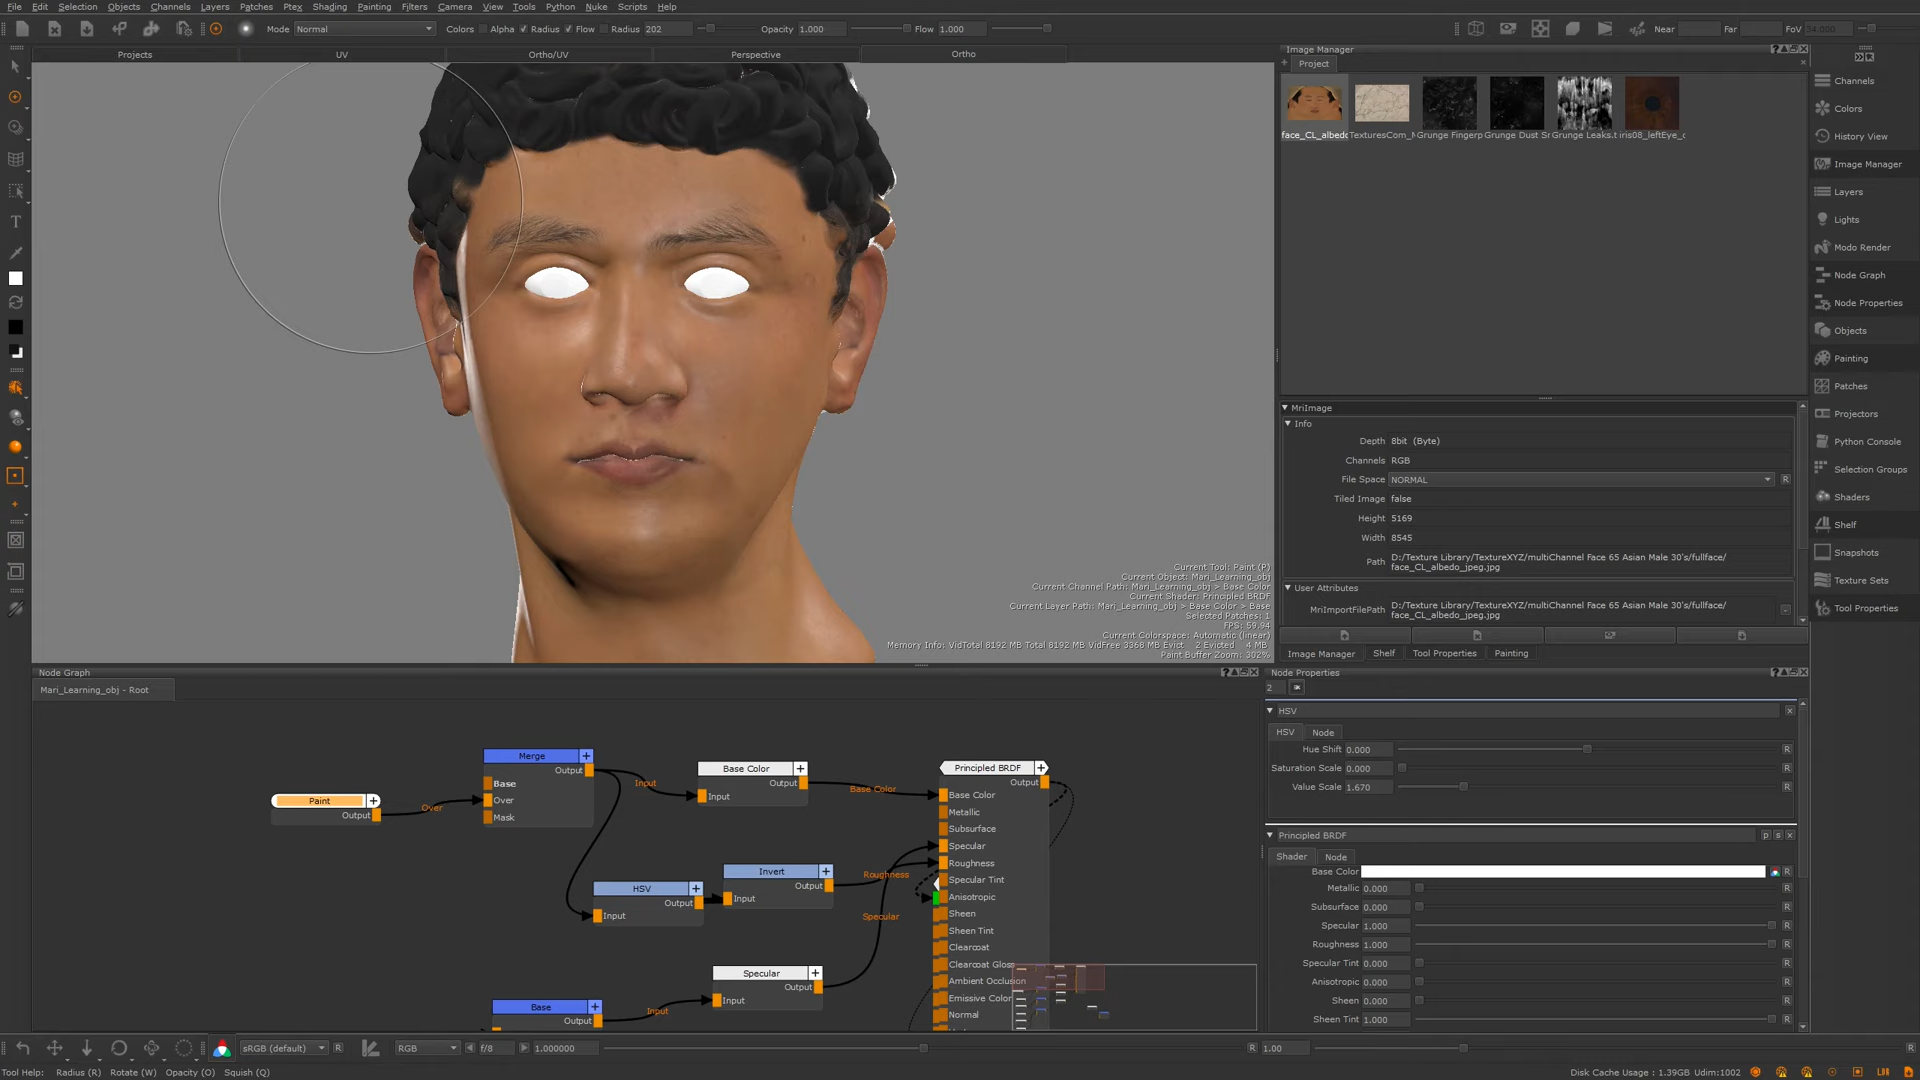 File Edit Selection Objects Channels Layers Patches Ptex Shading Painting Filters Camera View Tools Python Nuke Scripts Help
Mode Normal Colors Alpha Radius Flow Radius 202 Opacity 1.000 Flow 1.000 Near Far FoV 34.000
Projects UV Ortho/UV Perspective Ortho
Image Manager
Project
face_CL_albedo TexturesCom_ Grunge Fingerp Grunge Dust Sr Grunge Leaks.t iris08_leftEye_c
Channels
Colors
History View
Image Manager
Layers
Lights
Modo Render
Node Graph
Node Properties
Objects
Painting
Patches
Projectors
Python Console
Selection Groups
Shaders
Shelf
Snapshots
Texture Sets
Tool Properties
MriImage
Info
Depth 8bit (Byte)
Channels RGB
File Space NORMAL R
Tiled Image false
Height 5169
Width 8545
Path D:/Texture Library/TextureXYZ/multiChannel Face 65 Asian Male 30's/fullface/
face_CL_albedo_jpeg.jpg
User Attributes
MriImportFilePath D:/Texture Library/TextureXYZ/multiChannel Face 65 Asian Male 30's/fullface/
face_CL_albedo_jpeg.jpg
Image Manager Shelf Tool Properties Painting
Current Tool: Paint (P)
Current Object: Mari_Learning_obj
Current Channel Path: Mari_Learning_obj > Base Color
Current Shader: Principled BRDF
Current Layer Path: Mari_Learning_obj > Base Color > Base
Selected Patches: 1
FPS: 59.94
Current Colorspace: Automatic (linear)
Memory Info: VidTotal 8192 MB Total 8192 MB VidFree 3368 MB Evict 2 Evicted 4 MB
Paint Buffer Zoom: 302%
Node Graph
Mari_Learning_obj - Root
Paint +
Output
Over
Merge +
Output
Base
Over
Mask
Input
Base Color +
Output
Input
Base Color
HSV +
Output
Input
Invert +
Output
Input
Roughness
Specular
Specular +
Output
Input
Base +
Output
Input
Principled BRDF +
Output
Base Color
Metallic
Subsurface
Specular
Roughness
Specular Tint
Anisotropic
Sheen
Sheen Tint
Clearcoat
Clearcoat Gloss
Ambient Occlusion
Emissive Color
Normal
Node Properties
2
HSV
HSV Node
Hue Shift 0.000 R
Saturation Scale 0.000 R
Value Scale 1.670 R
Principled BRDF p s
Shader Node
Base Color R
Metallic 0.000 R
Subsurface 0.000 R
Specular 1.000 R
Roughness 1.000 R
Specular Tint 0.000 R
Anisotropic 0.000 R
Sheen 0.000 R
Sheen Tint 1.000 R
sRGB (default) R RGB f/8 1.000000 R 1.00 R
Tool Help: Radius (R) Rotate (W) Opacity (O) Squish (Q) Disk Cache Usage : 1.39GB Udim:1002